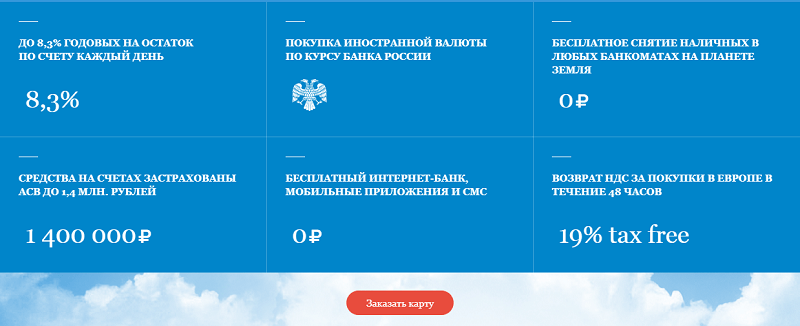 ДО 8,3% ГОДОВЫХ НА ОСТАТОК
ПО СЧЕТУ КАЖДЫЙ ДЕНЬ
8,3%
ПОКУПКА ИНОСТРАННОЙ ВАЛЮТЫ
ПО КУРСУ БАНКА РОССИИ
БЕСПЛАТНОЕ СНЯТИЕ НАЛИЧНЫХ В
ЛЮБЫХ БАНКОМАТАХ НА ПЛАНЕТЕ
ЗЕМЛЯ
0₽
СРЕДСТВА НА СЧЕТАХ ЗАСТРАХОВАНЫ
АСВ ДО 1,4 МЛН. РУБЛЕЙ
1 400 000₽
БЕСПЛАТНЫЙ ИНТЕРНЕТ-БАНК,
МОБИЛЬНЫЕ ПРИЛОЖЕНИЯ И СМС
0₽
ВОЗВРАТ НДС ЗА ПОКУПКИ В ЕВРОПЕ В
ТЕЧЕНИЕ 48 ЧАСОВ
19% tax free
Заказать карту